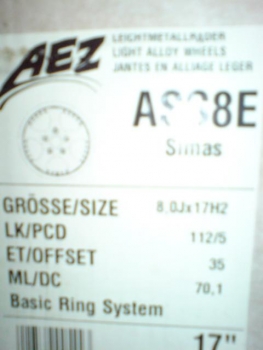 AEZ
LEICHTMETALLRÄDER
LIGHT ALLOY WHEELS
JANTES EN ALLIAGE LEGER
Simas
GRÖSSE/SIZE 8,0Jx17H2
LK/PCD 112/5
ET/OFFSET 35
ML/DC 70,1
Basic Ring System
17"